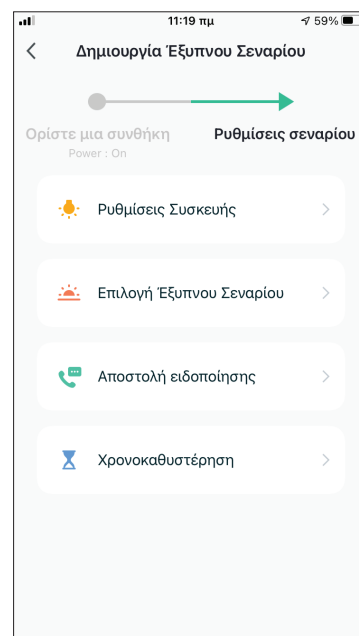 11:19 πμ 59%
Δημιουργία Έξυπνου Σεναρίου
Ορίστε μια συνθήκη Ρυθμίσεις σεναρίου
Power : On
Ρυθμίσεις Συσκευής
Επιλογή Έξυπνου Σεναρίου
Αποστολή ειδοποίησης
Χρονοκαθυστέρηση